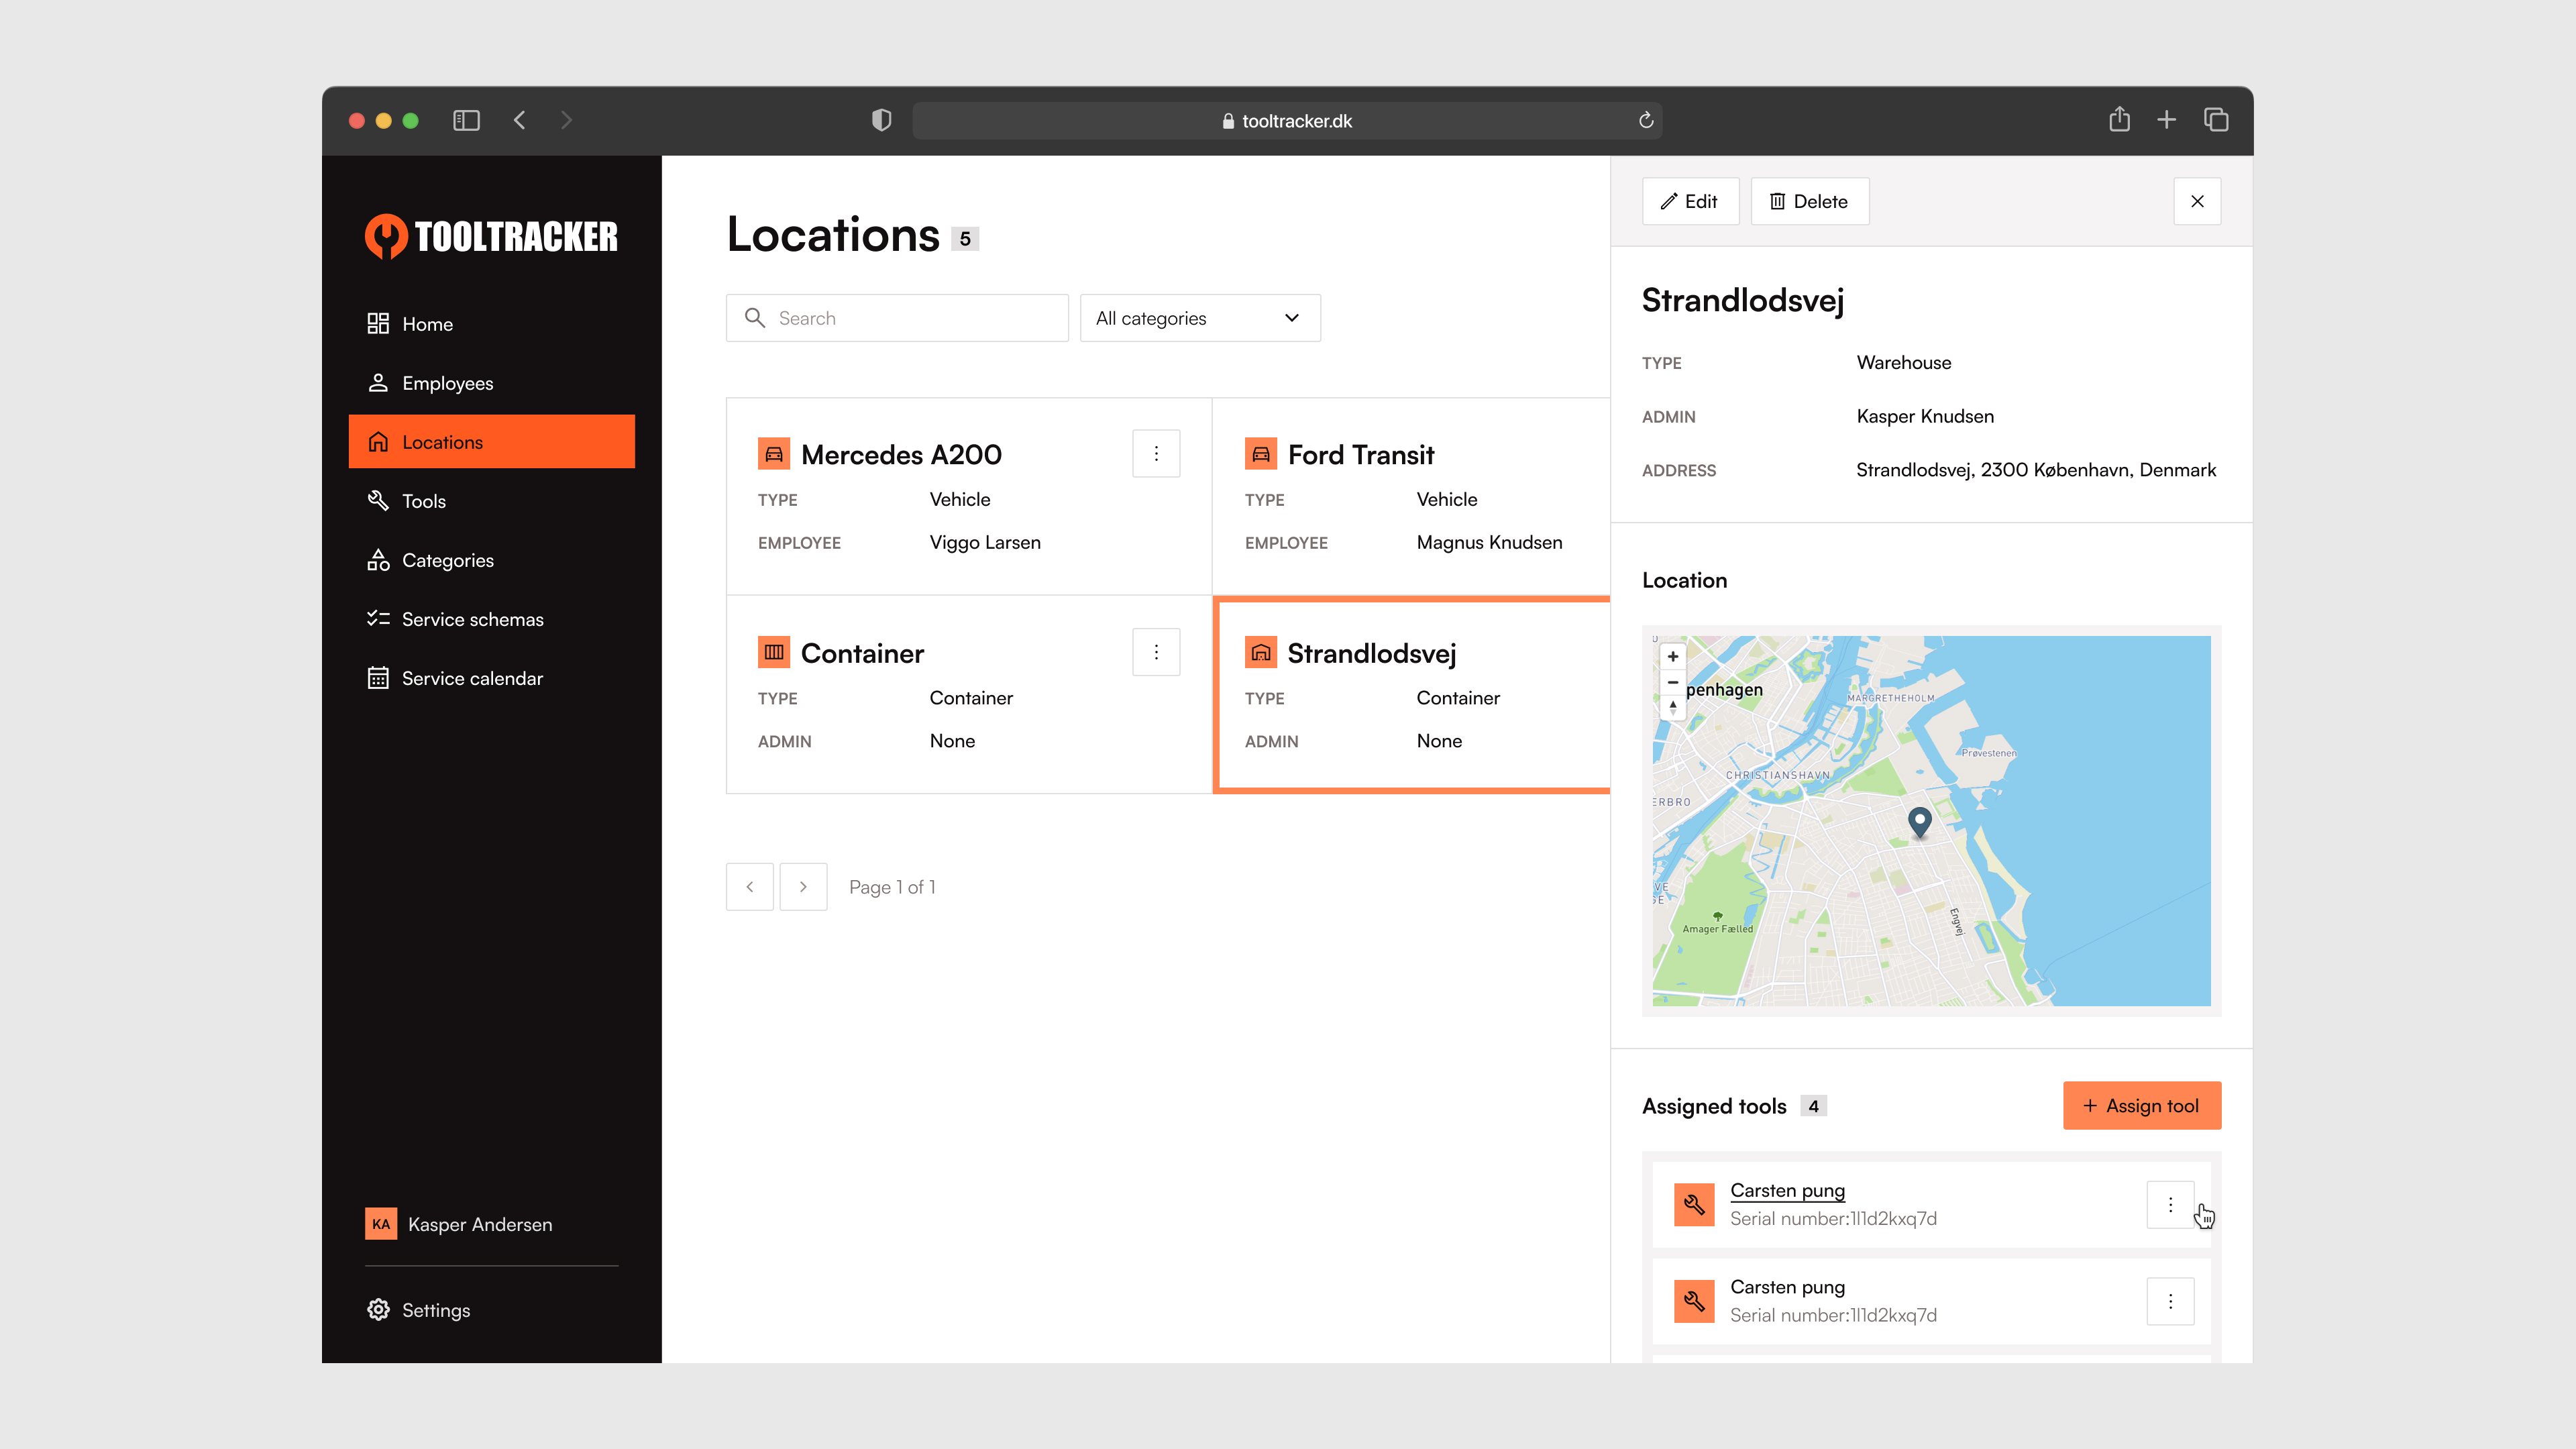 tooltracker.dk
TOOLTRACKER
Home
Employees
Locations
Tools
Categories
Service schemas
Service calendar
KA Kasper Andersen
Settings
Locations 5
Search
All categories
Mercedes A200
TYPE Vehicle
EMPLOYEE Viggo Larsen
Ford Transit
TYPE Vehicle
EMPLOYEE Magnus Knudsen
Container
TYPE Container
ADMIN None
Strandlodsvej
TYPE Container
ADMIN None
Page 1 of 1
Edit
Delete
Strandlodsvej
TYPE Warehouse
ADMIN Kasper Knudsen
ADDRESS Strandlodsvej, 2300 København, Denmark
Location
penhagen
MARGRETHEHOLM
Prøvestenen
CHRISTIANSHAVN
ERBRO
Amager Fælled
Engvej
Assigned tools 4
+ Assign tool
Carsten pung
Serial number:1l1d2kxq7d
Carsten pung
Serial number:1l1d2kxq7d